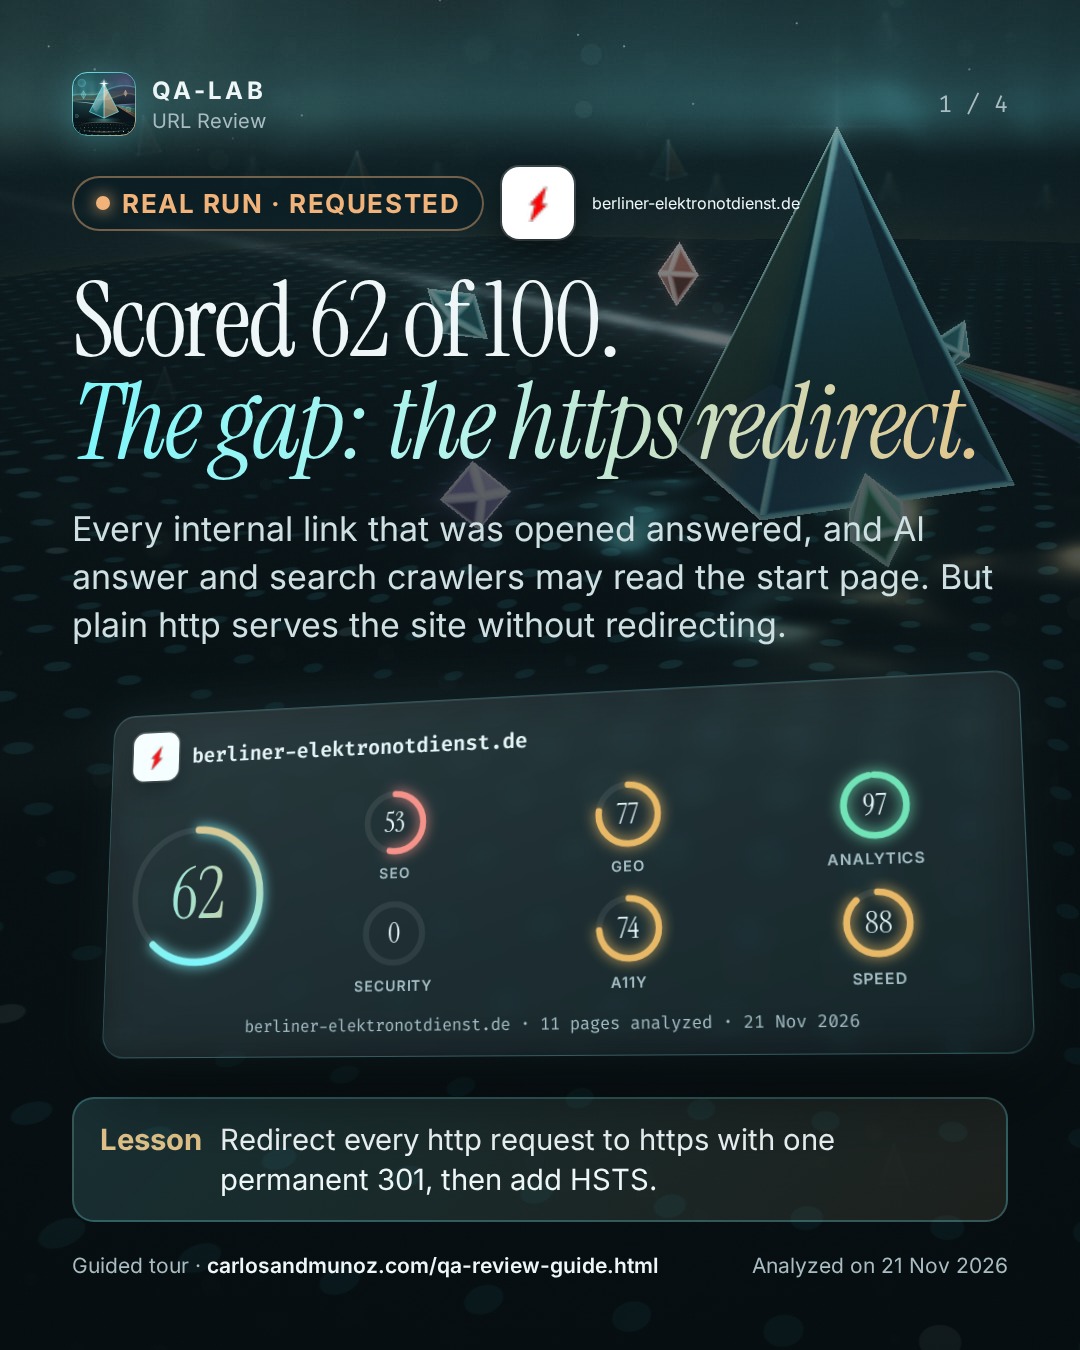 QA-LAB
URL Review
1 / 4
REAL RUN · REQUESTED
berliner-elektronotdienst.de
Scored 62 of 100.
The gap: the https redirect.
Every internal link that was opened answered, and AI
answer and search crawlers may read the start page. But
plain http serves the site without redirecting.
berliner-elektronotdienst.de
62
53
SEO
77
GEO
97
ANALYTICS
0
SECURITY
74
A11Y
88
SPEED
berliner-elektronotdienst.de · 11 pages analyzed · 21 Nov 2026
Lesson Redirect every http request to https with one
permanent 301, then add HSTS.
Guided tour · carlosandmunoz.com/qa-review-guide.html
Analyzed on 21 Nov 2026